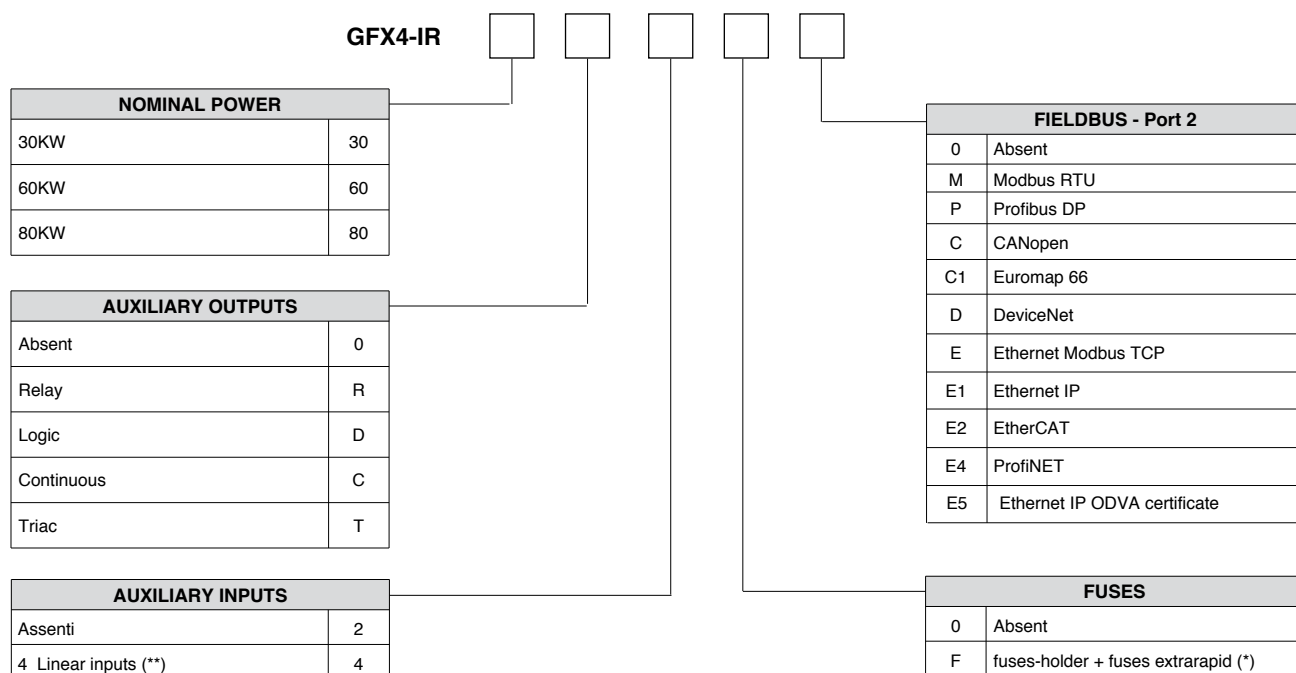 GFX4-IR
NOMINAL POWER
30KW 30
60KW 60
80KW 80
AUXILIARY OUTPUTS
Absent 0
Relay R
Logic D
Continuous C
Triac T
AUXILIARY INPUTS
Assenti 2
4 Linear inputs (**) 4
FIELDBUS - Port 2
0 Absent
M Modbus RTU
P Profibus DP
C CANopen
C1 Euromap 66
D DeviceNet
E Ethernet Modbus TCP
E1 Ethernet IP
E2 EtherCAT
E4 ProfiNET
E5 Ethernet IP ODVA certificate
FUSES
0 Absent
F fuses-holder + fuses extrarapid (*)